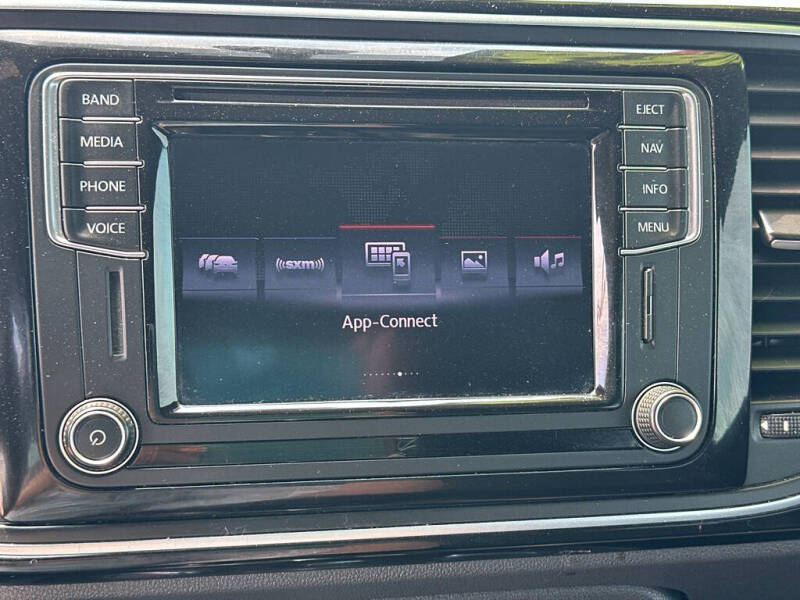 BAND
MEDIA
PHONE
VOICE
EJECT
NAV
INFO
MENU
((sxm))
App-Connect